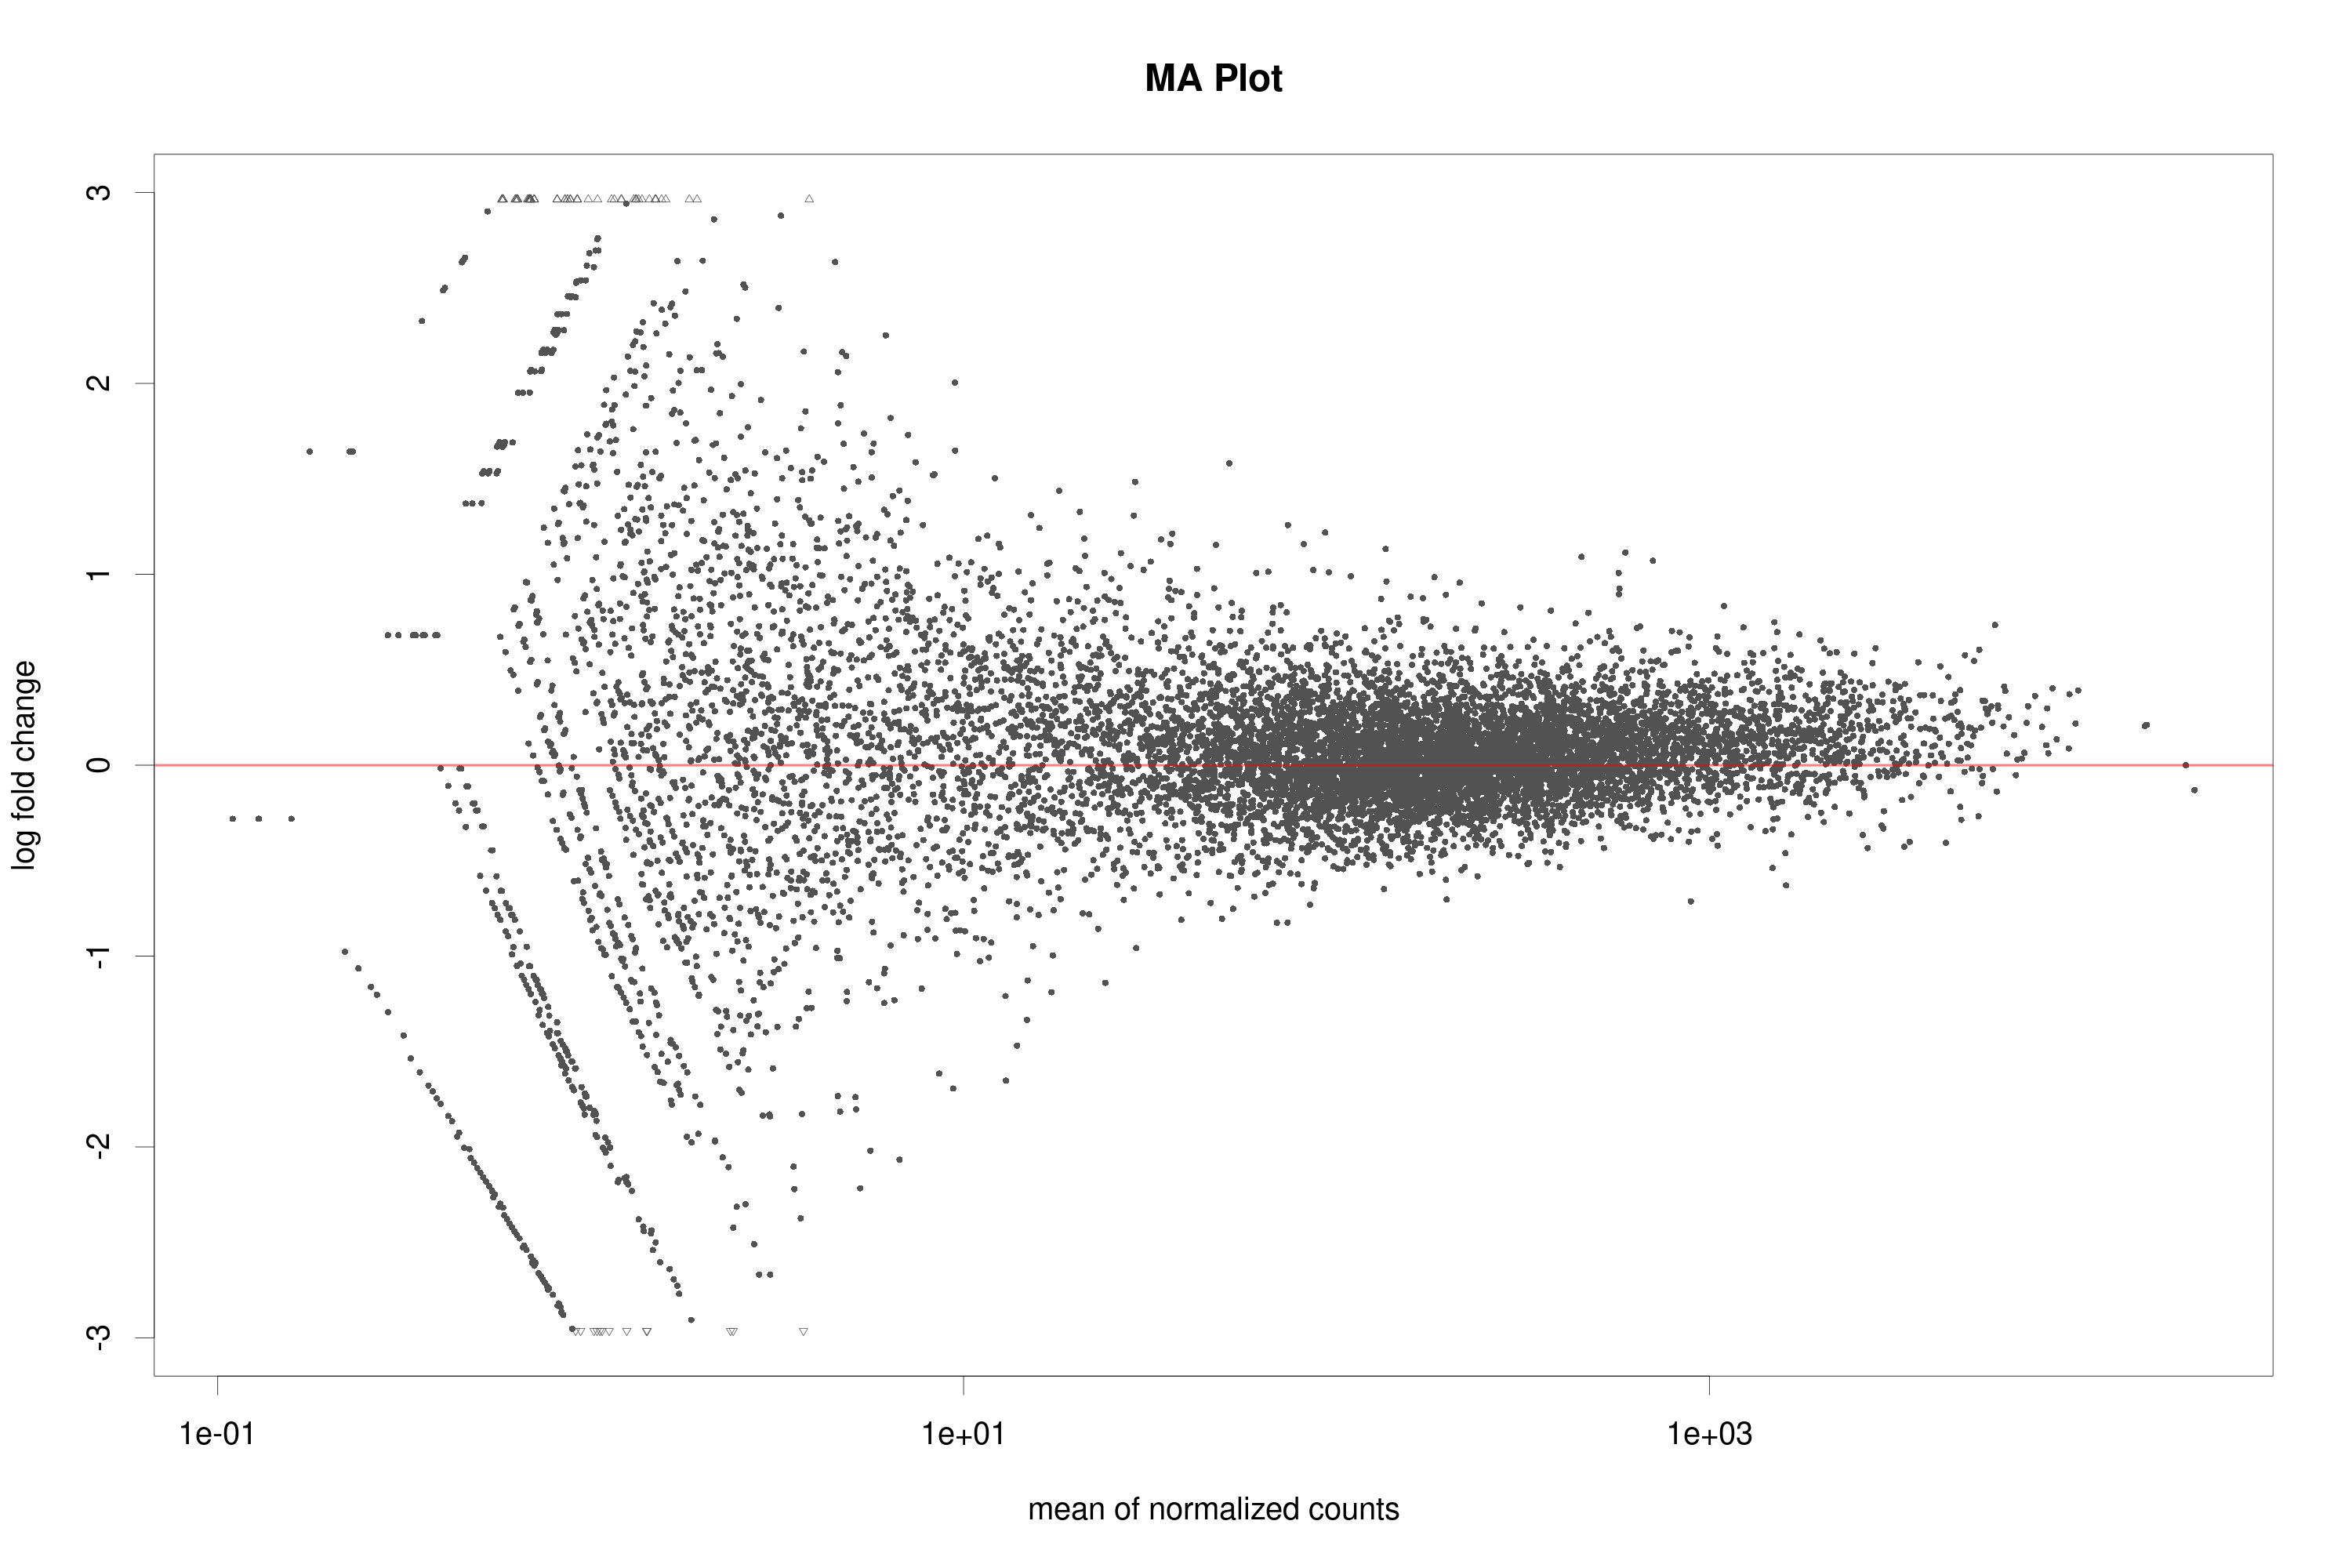 MA Plot
log fold change
3
2
1
0
-1
-2
-3
1e-01
1e+01
1e+03
mean of normalized counts